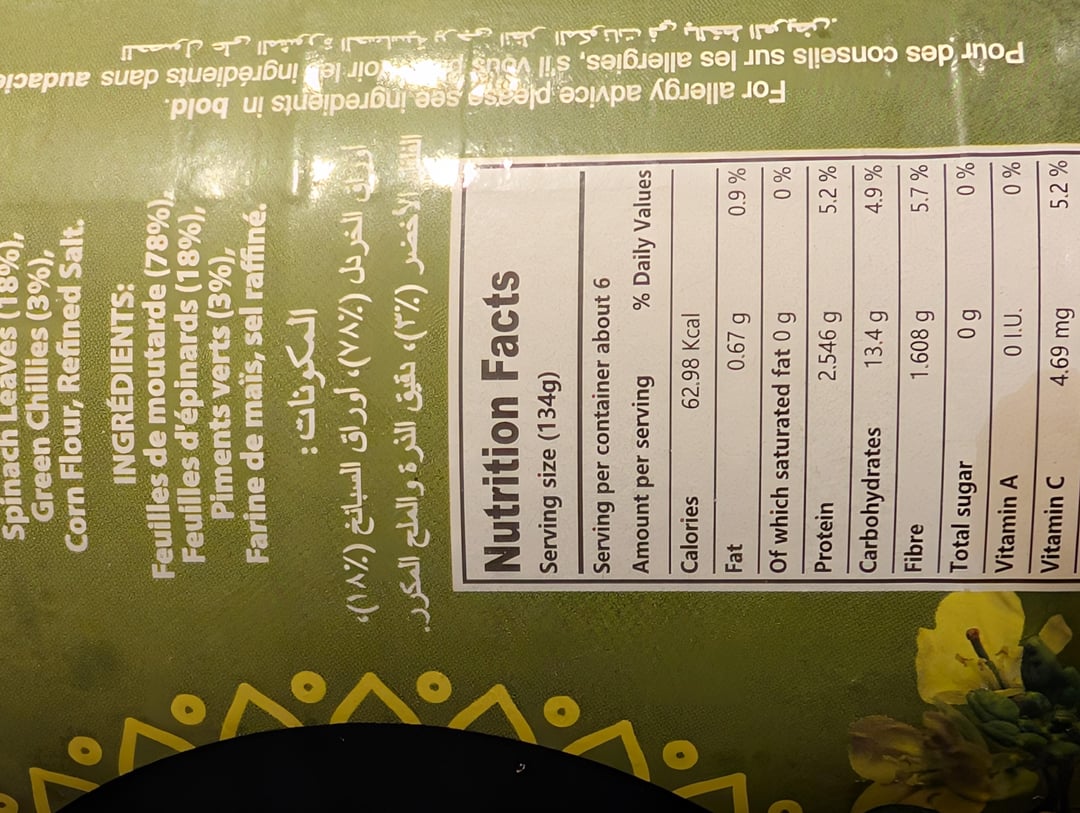 Spinach Leaves (18%),
Green Chillies (3%),
Corn Flour, Refined Salt.
INGRÉDIENTS:
Feuilles de moutarde (78%),
Feuilles d'épinards (18%),
Piments verts (3%),
Farine de maïs, sel raffiné.
المكونات:
أوراق الخردل (٧٨٪)، أوراق السبانخ (١٨٪)،
الأخضر (٣٪)، دقيق الذرة والملح المكرر.
Nutrition Facts
Serving size (134g)
Serving per container about 6
Amount per serving % Daily Values
Calories 62.98 Kcal
Fat 0.67 g 0.9 %
Of which saturated fat 0 g 0 %
Protein 2.546 g 5.2 %
Carbohydrates 13.4 g 4.9 %
Fibre 1.608 g 5.7 %
Total sugar 0 g 0 %
Vitamin A 0 I.U. 0 %
Vitamin C 4.69 mg 5.2 %
For allergy advice please see ingredients in bold.
Pour des conseils sur les allergies, s'il vous voir les ingrédients dans